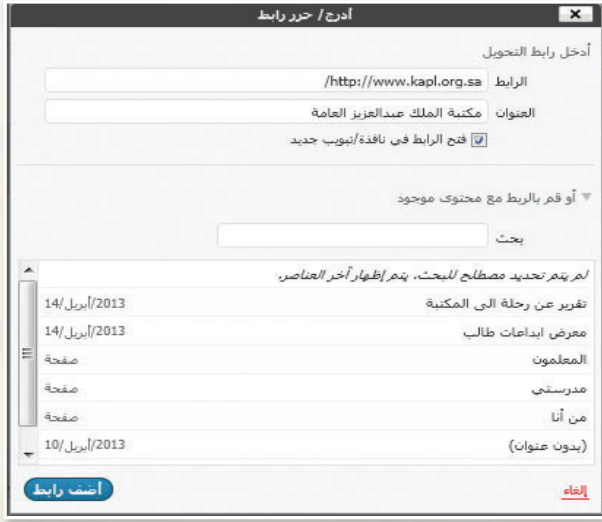 أدرج/ حرر رابط
أدخل رابط التحويل
الرابط http://www.kapl.org.sa/
العنوان مكتبة الملك عبدالعزيز العامة
فتح الرابط في نافذة/تبويب جديد
أو قم بالربط مع محتوى موجود
بحث
لم يتم تحديد مصطلح للبحث، يتم إظهار آخر العناصر.
تقرير عن رحلة الى المكتبة 2013/أبريل/14
معرض ابداعات طالب 2013/أبريل/14
المعلمون صفحة
مدرستي صفحة
من أنا صفحة
(بدون عنوان) 2013/أبريل/10
إلغاء أضف رابط